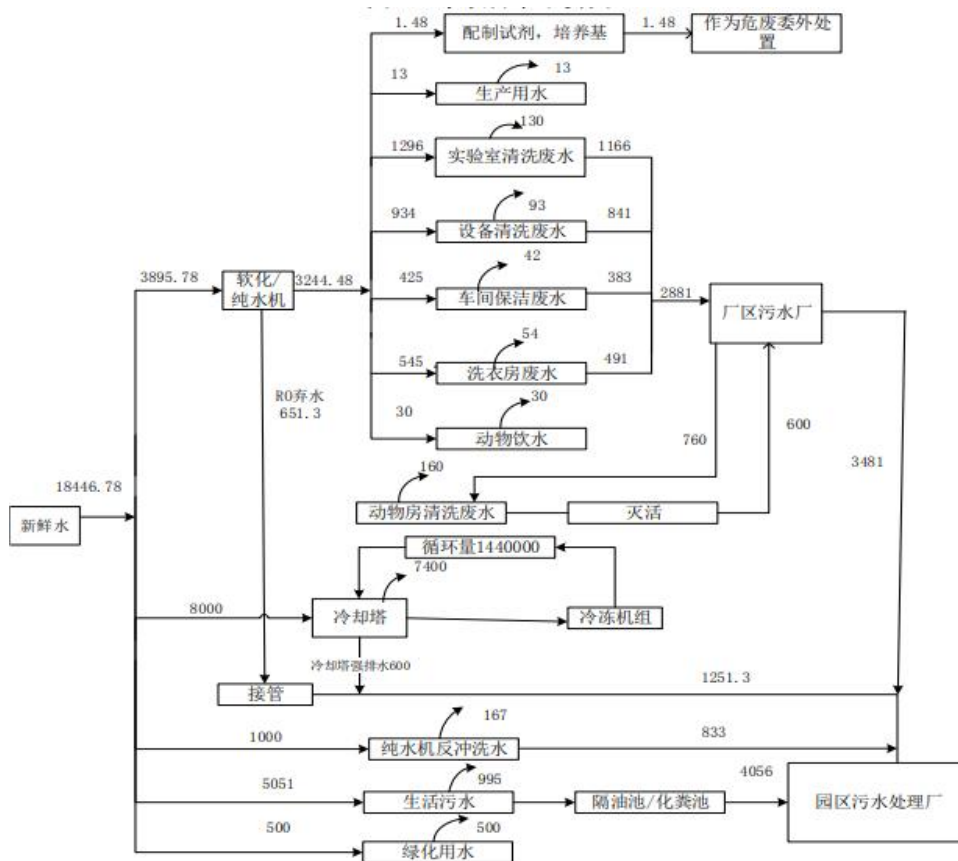 1.48
配制试剂，培养基
1.48
作为危废委外处
置
13
13
生产用水
130
1296
实验室清洗废水
1166
93
934
设备清洗废水
841
42
3895.78
软化/
纯水机
3244.48
425
车间保洁废水
383
2881
厂区污水厂
54
545
洗衣房废水
491
RO弃水
651.3
30
30
动物饮水
760
600
3481
160
18446.78
新鲜水
动物房清洗废水
灭活
循环量1440000
7400
8000
冷却塔
冷冻机组
冷却塔强排水600
接管
1251.3
167
1000
纯水机反冲洗水
833
5051
995
生活污水
隔油池/化粪池
4056
园区污水处理厂
500
500
绿化用水